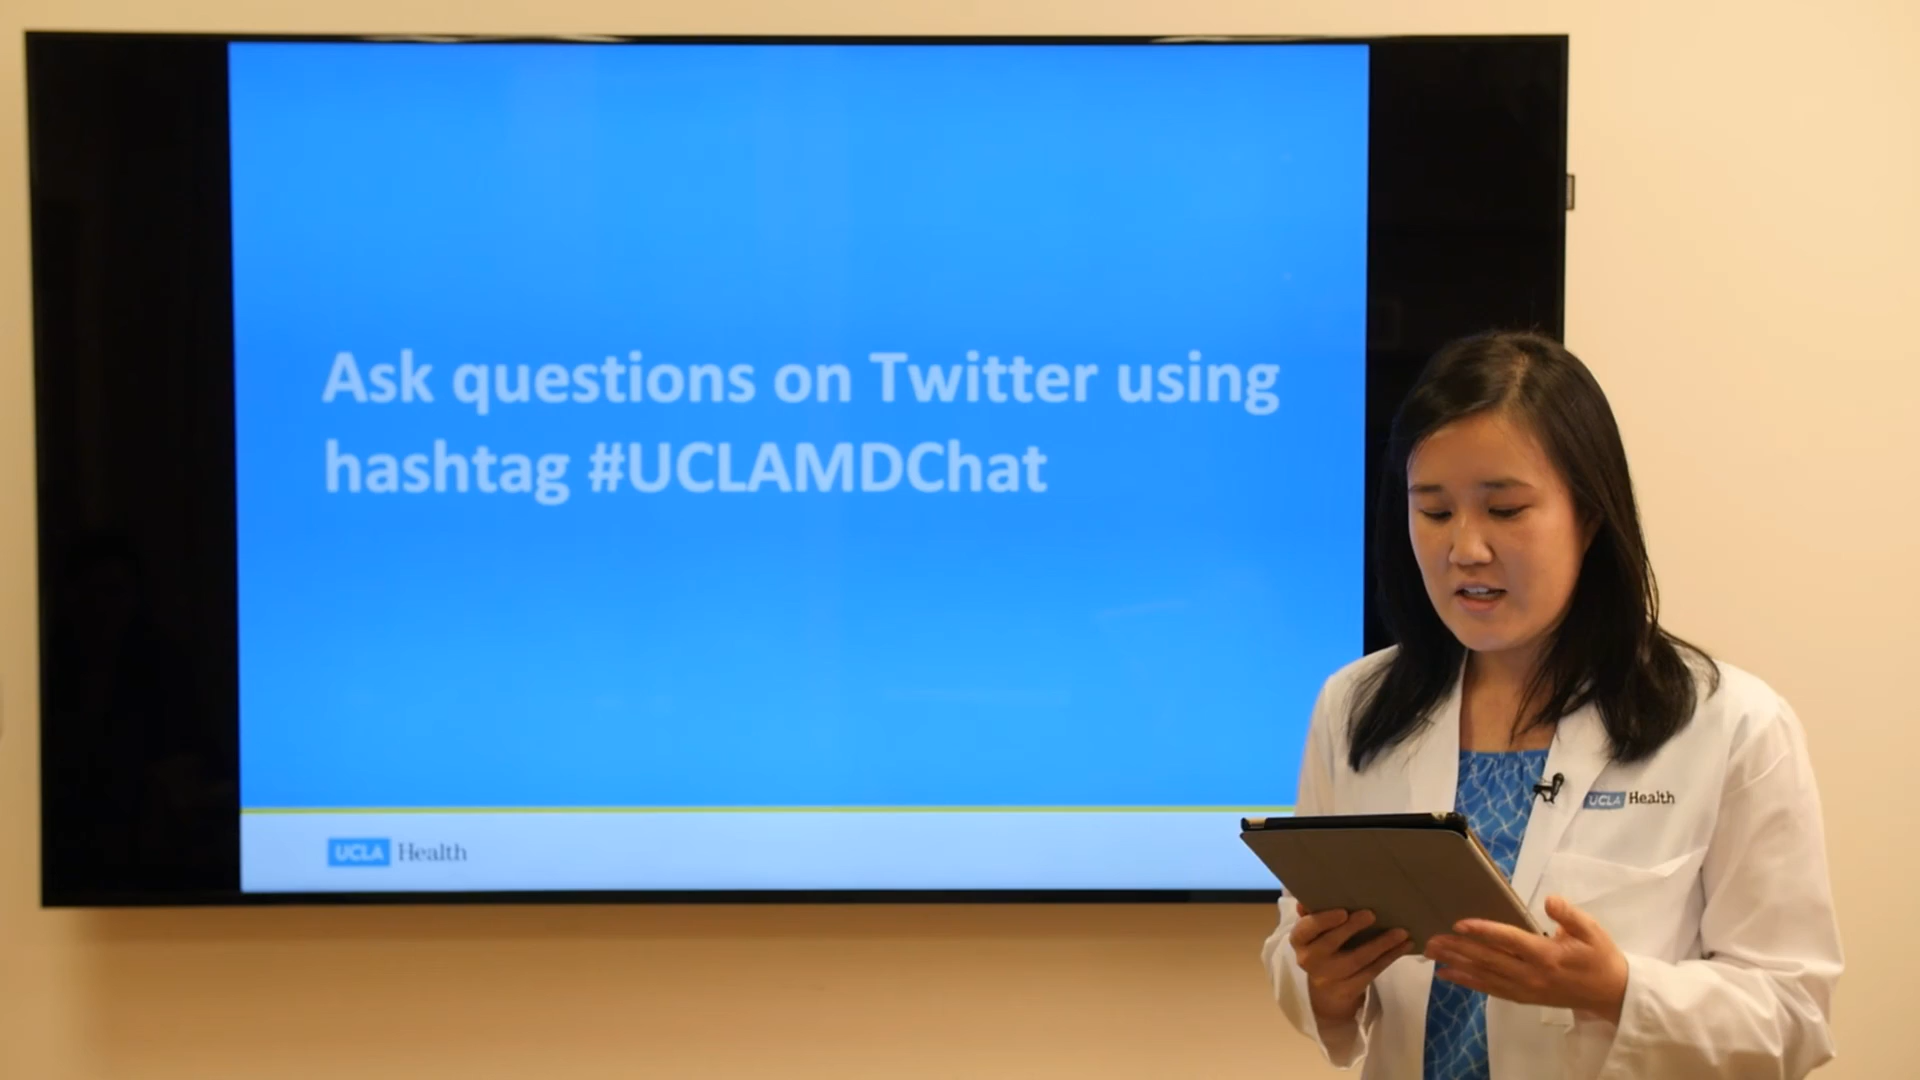 Ask questions on Twitter using
hashtag #UCLAMDChat
UCLA Health
UCLA Health